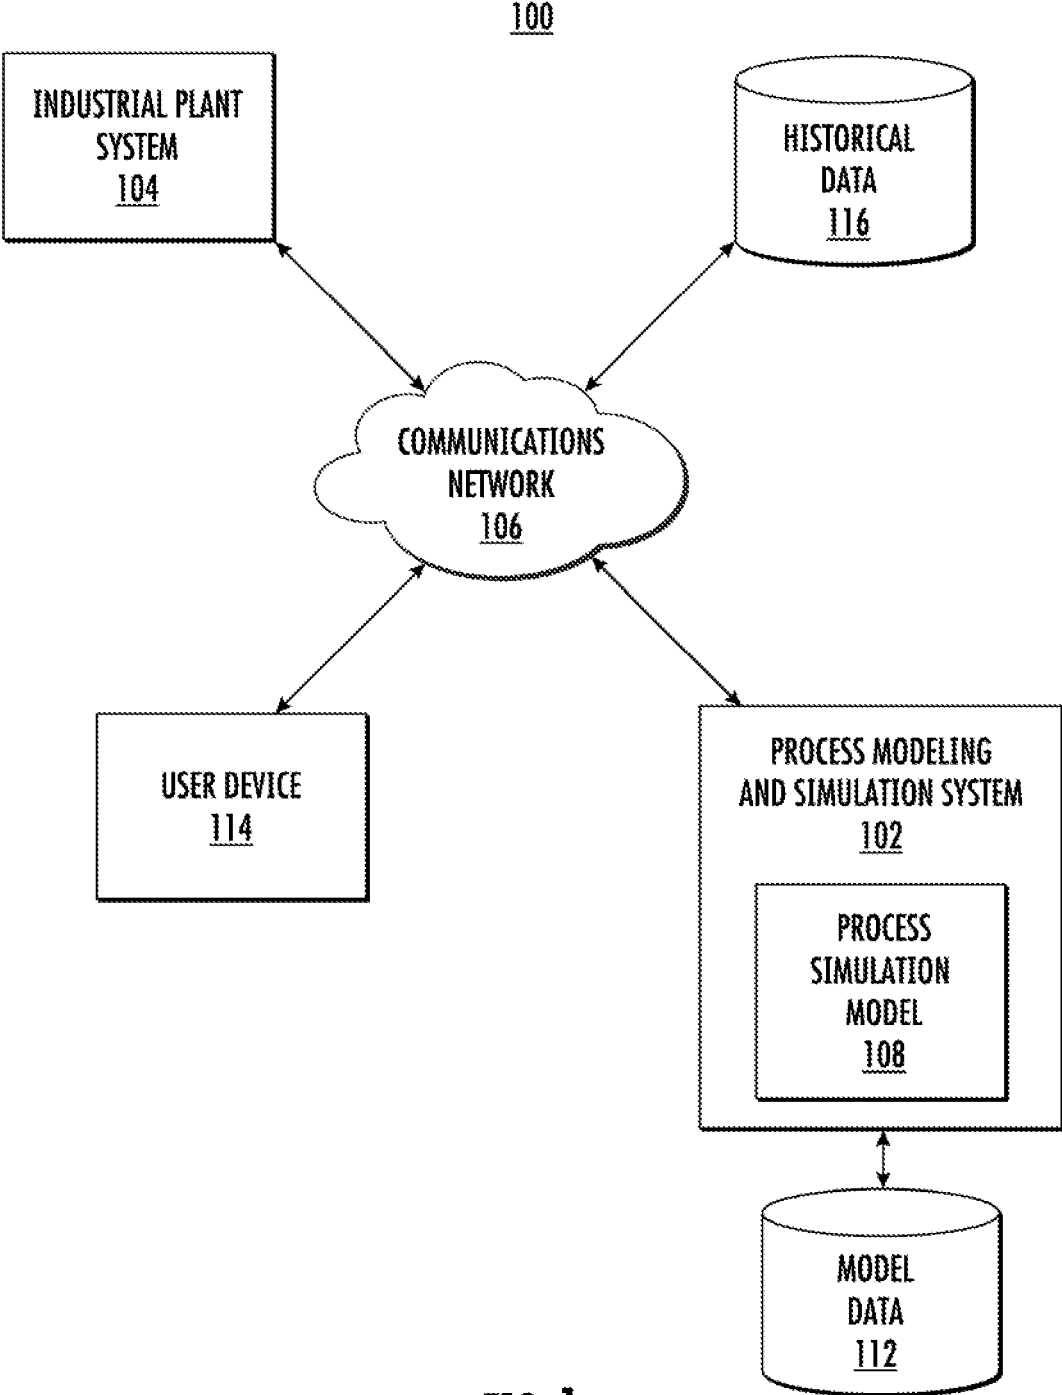 100
INDUSTRIAL PLANT
SYSTEM
104
HISTORICAL
DATA
116
COMMUNICATIONS
NETWORK
106
USER DEVICE
114
PROCESS MODELING
AND SIMULATION SYSTEM
102
PROCESS
SIMULATION
MODEL
108
MODEL
DATA
112